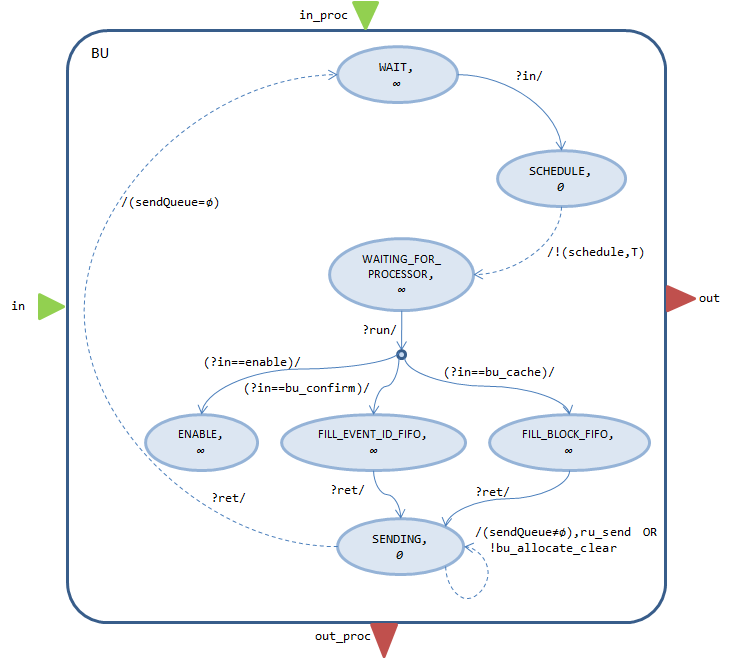 in_proc
BU
WAIT,
∞
?in/
SCHEDULE,
0
/(sendQueue=ø)
/!(schedule,T)
WAITING_FOR_
PROCESSOR,
∞
in
out
?run/
(?in==enable)/
(?in==bu_confirm)/
(?in==bu_cache)/
ENABLE,
∞
FILL_EVENT_ID_FIFO,
∞
FILL_BLOCK_FIFO,
∞
?ret/
?ret/
?ret/
SENDING,
0
/(sendQueue≠ø),ru_send OR
!bu_allocate_clear
out_proc